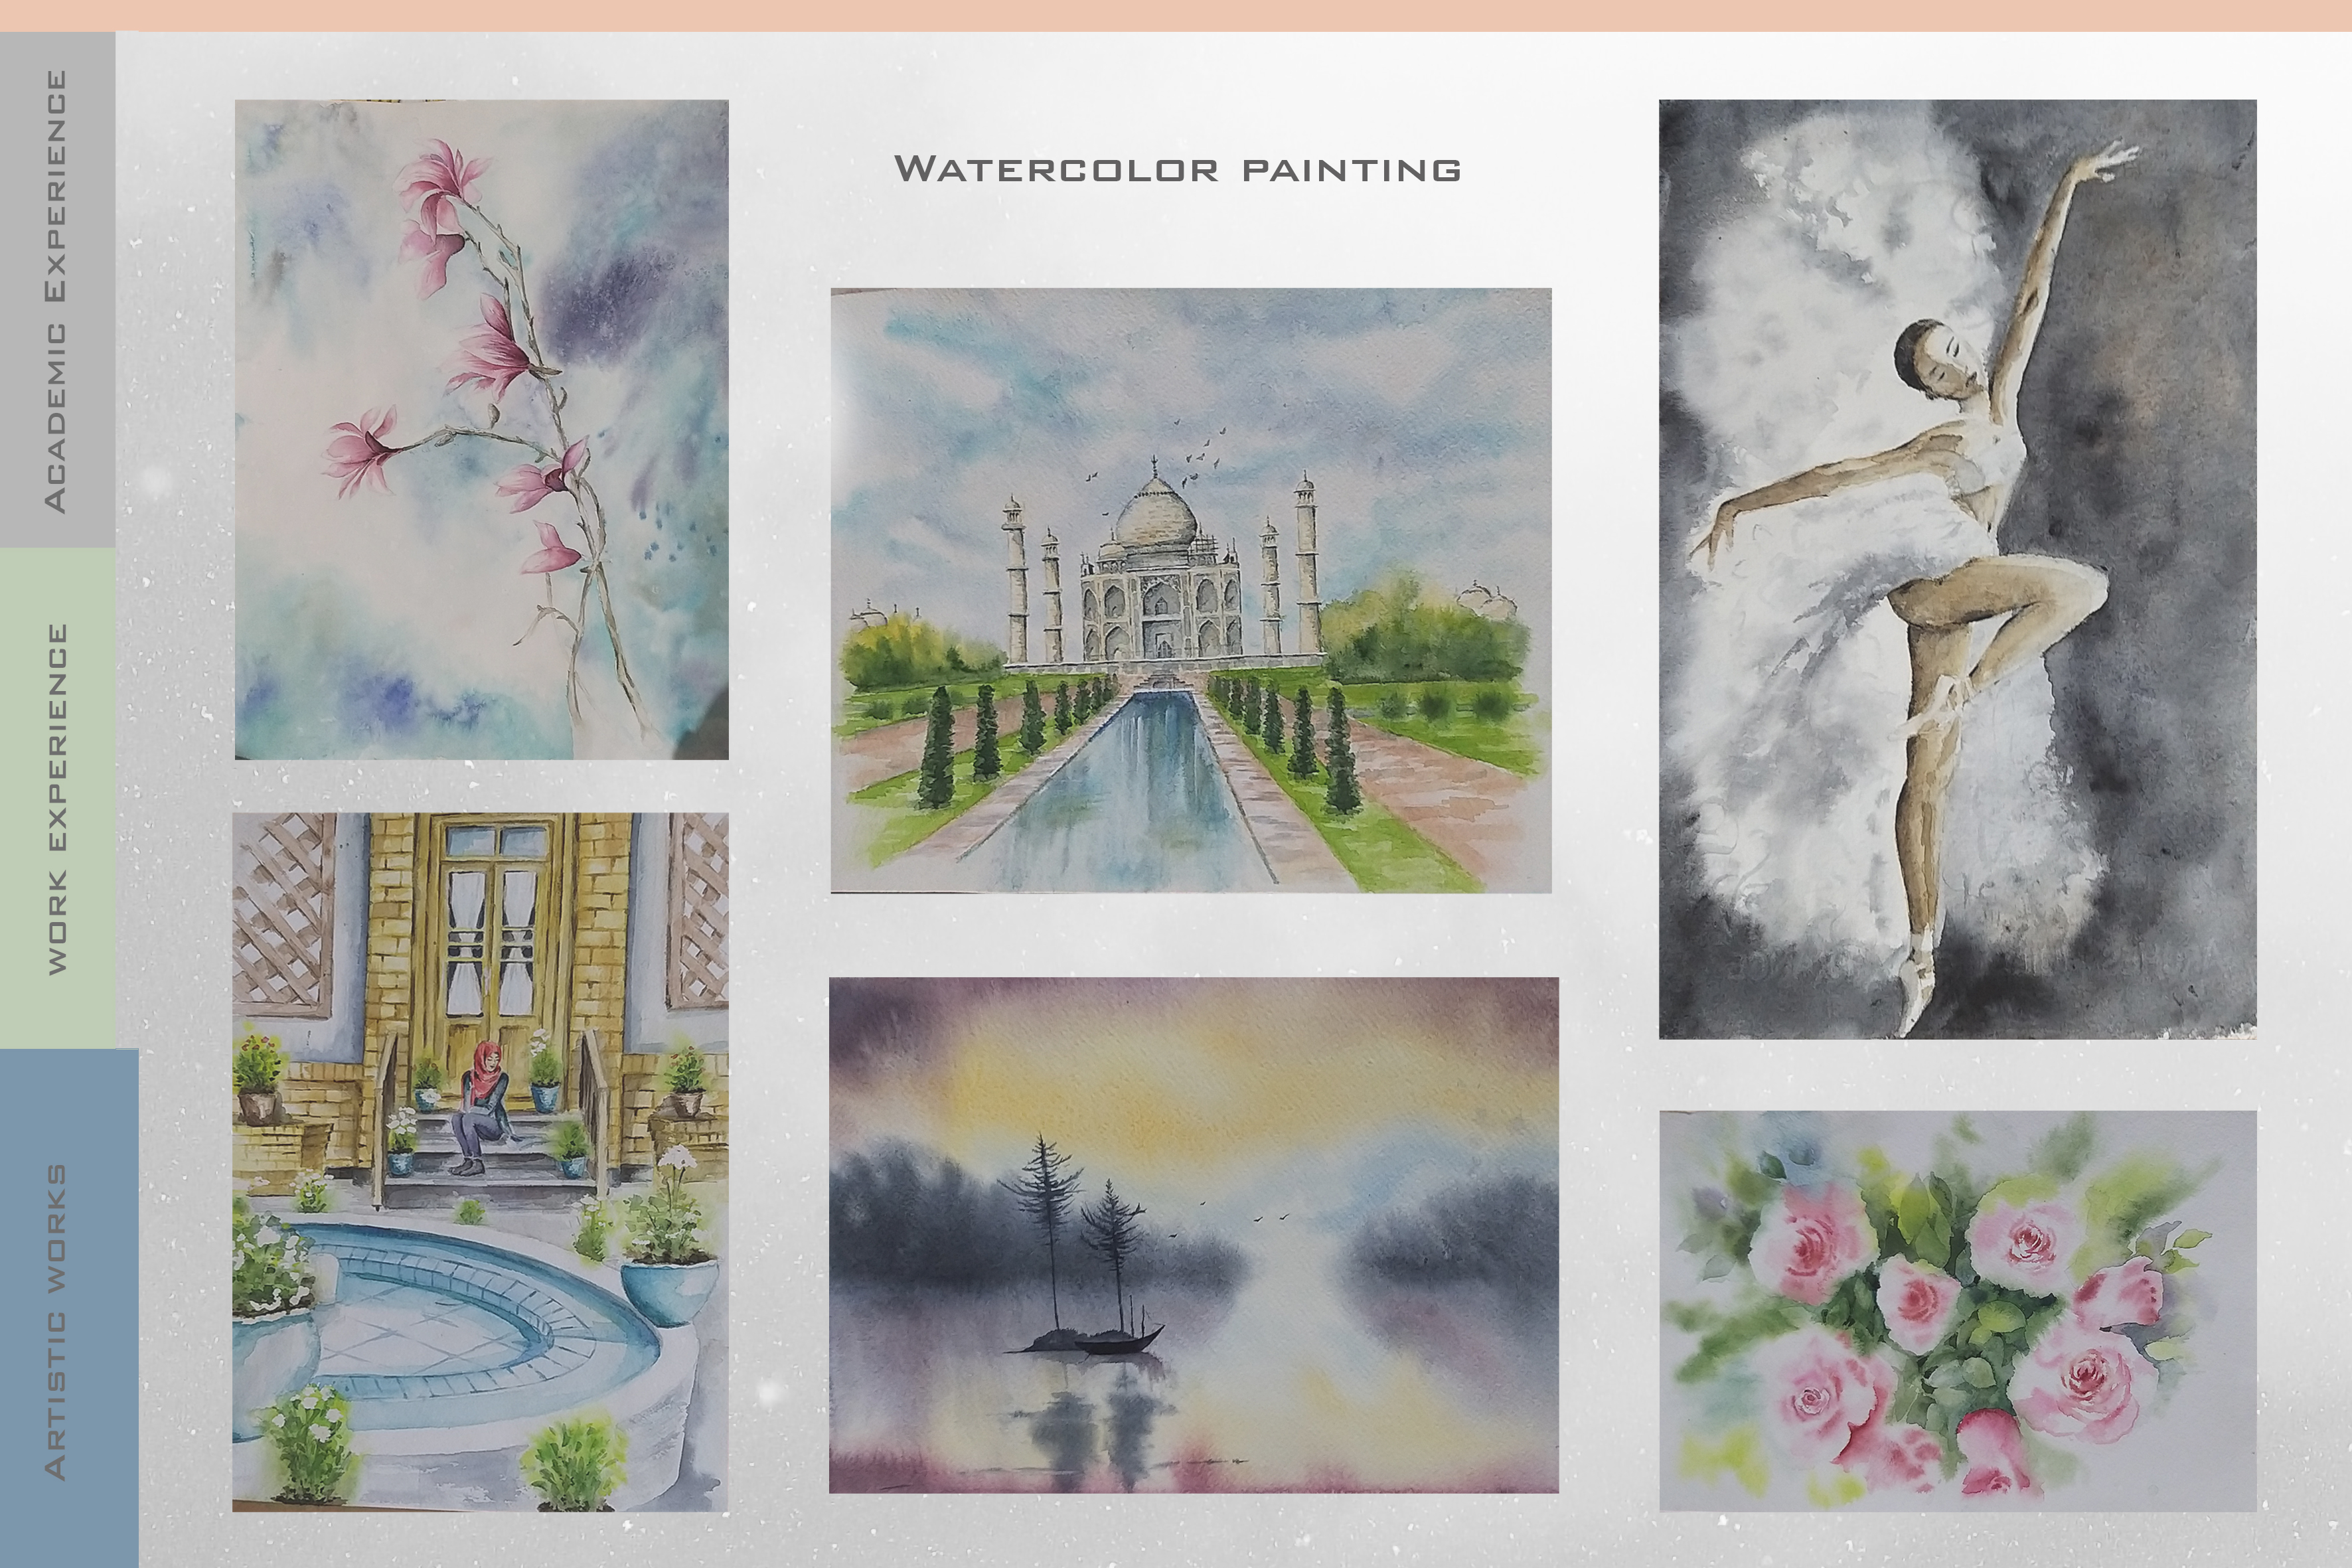 Academic Experience
work experience
Artistic works
Watercolor painting